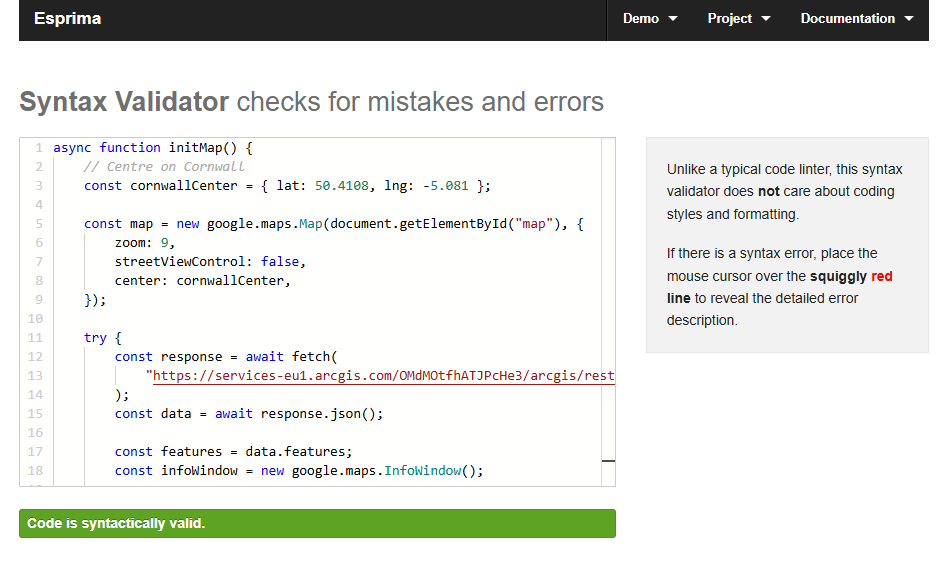 Esprima
Demo
Project
Documentation
Syntax Validator checks for mistakes and errors
1 async function initMap() {
2 // Centre on Cornwall
3 const cornwallCenter = { lat: 50.4108, lng: -5.081 };
4
5 const map = new google.maps.Map(document.getElementById("map"), {
6 zoom: 9,
7 streetViewControl: false,
8 center: cornwallCenter,
9 });
10
11 try {
12 const response = await fetch(
13 "https://services-eu1.arcgis.com/OMdMOtfhATJPcHe3/arcgis/rest
14 );
15 const data = await response.json();
16
17 const features = data.features;
18 const infoWindow = new google.maps.InfoWindow();
Code is syntactically valid.
Unlike a typical code linter, this syntax
validator does not care about coding
styles and formatting.
If there is a syntax error, place the
mouse cursor over the squiggly red
line to reveal the detailed error
description.